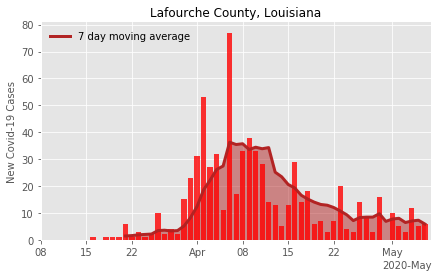 Lafourche County, Louisiana
7 day moving average
New Covid-19 Cases
80
70
60
50
40
30
20
10
0
08 15 22 Apr 08 15 22 May
2020-May